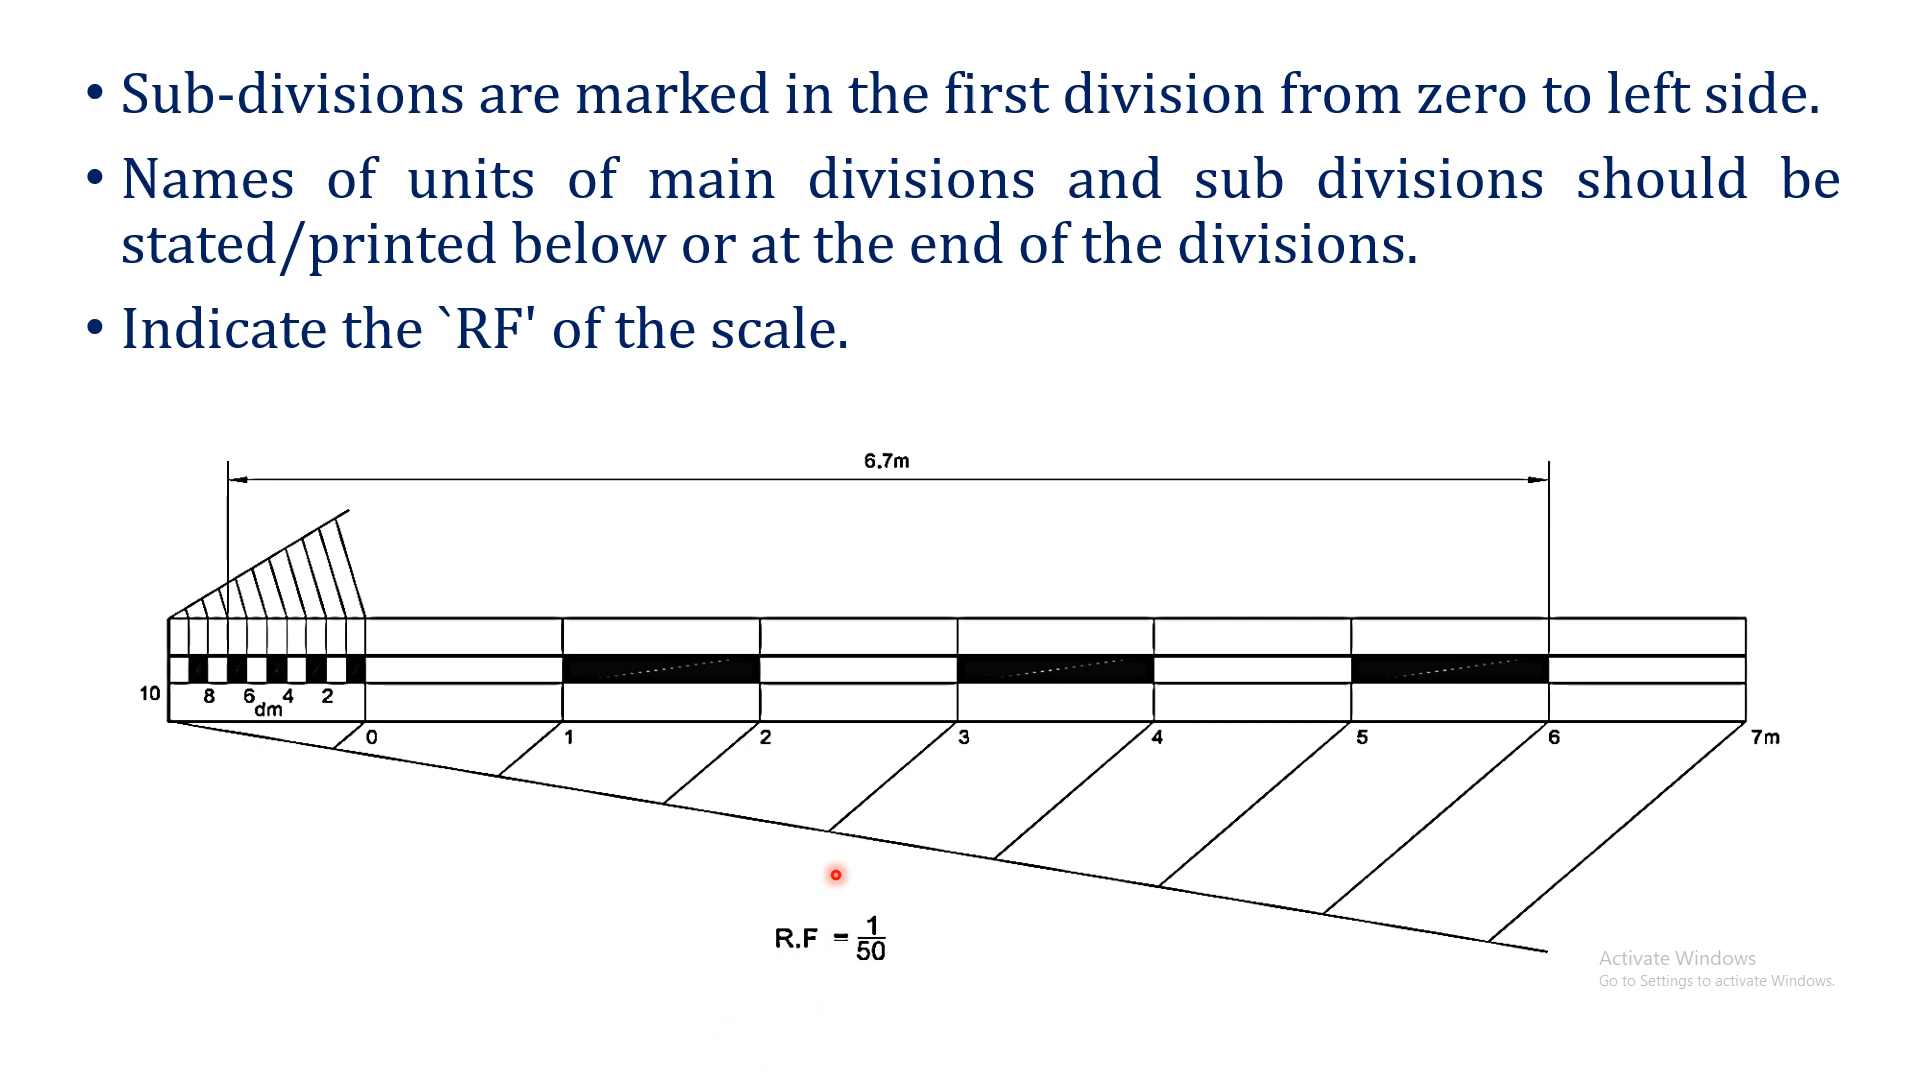 • Sub-divisions are marked in the first division from zero to left side.
• Names of units of main divisions and sub divisions should be
stated/printed below or at the end of the divisions.
• Indicate the `RF' of the scale.
6.7m
10 8 6 4 2
dm
0 1 2 3 4 5 6 7m
R.F = 1/50
Activate Windows
Go to Settings to activate Windows.